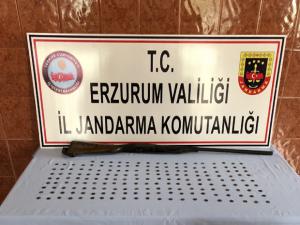 T.C.
ERZURUM VALİLİĞİ
İL JANDARMA KOMUTANLIĞI